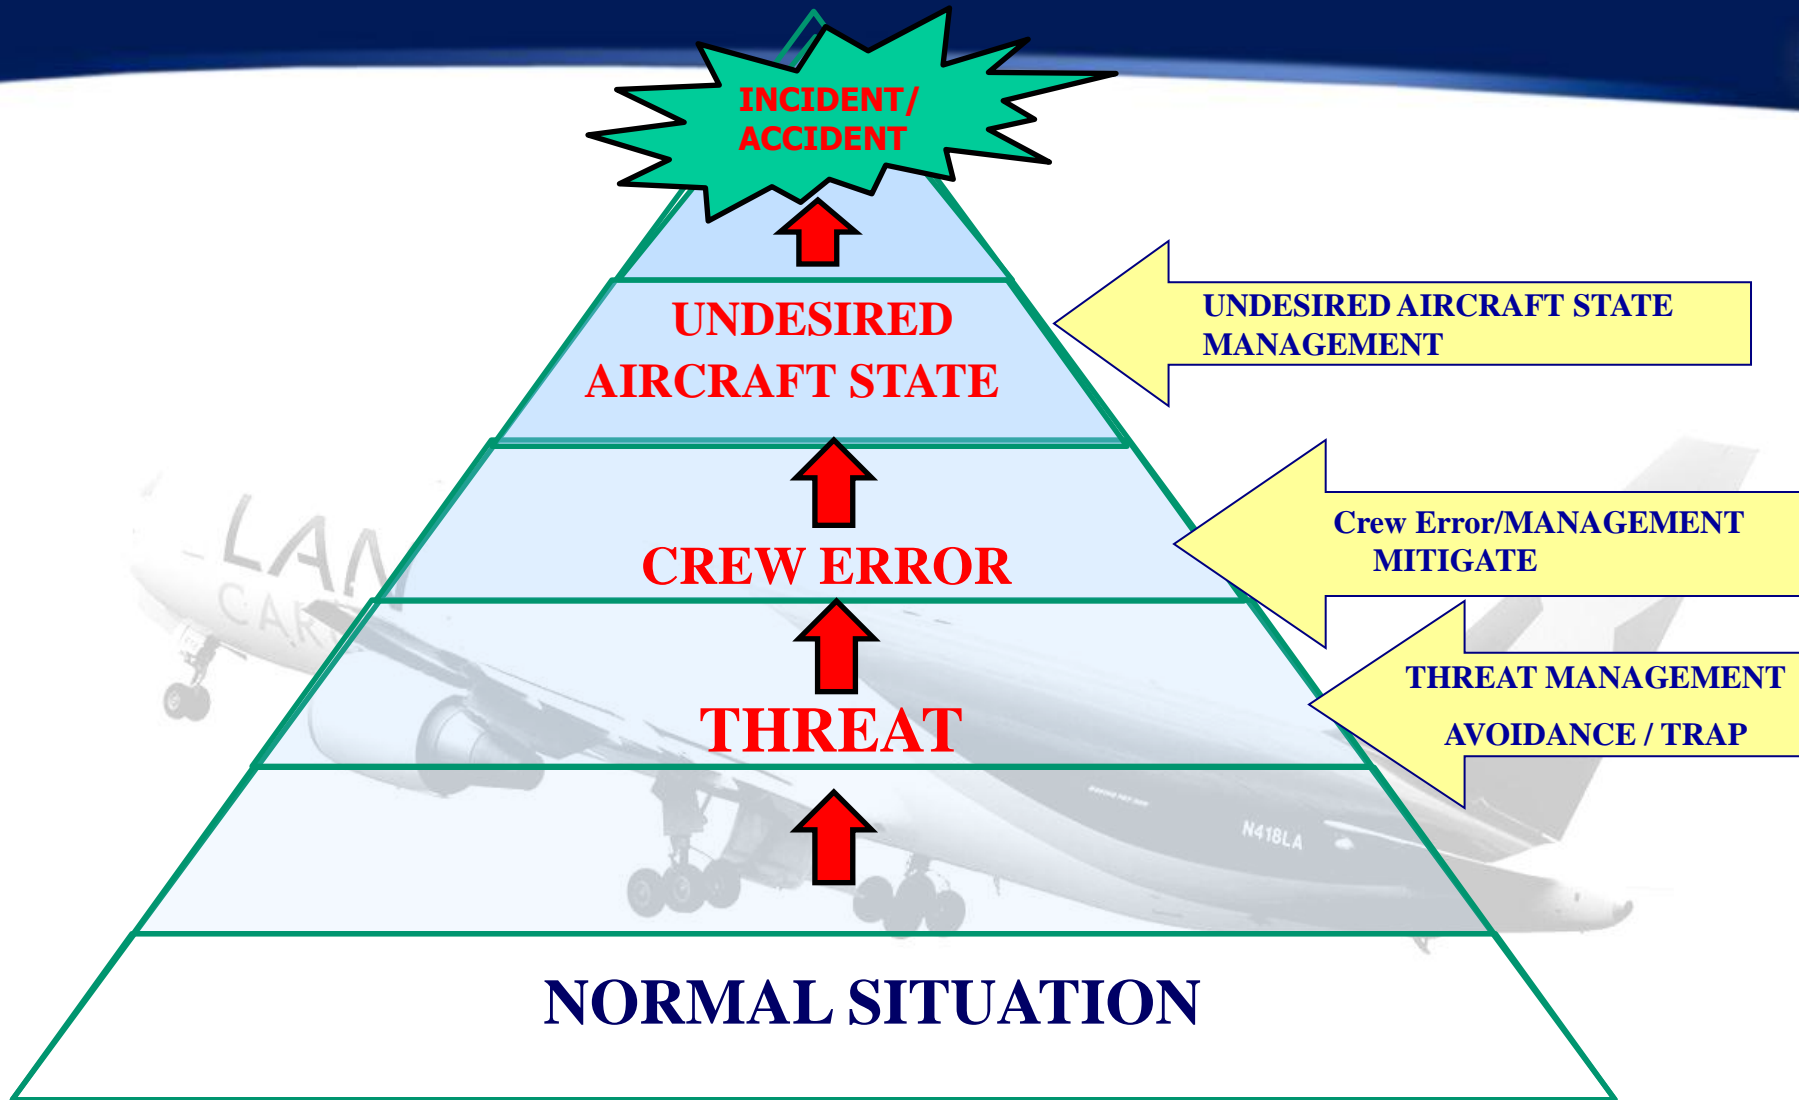 INCIDENT/
ACCIDENT
UNDESIRED
AIRCRAFT STATE
UNDESIRED AIRCRAFT STATE
MANAGEMENT
CREW ERROR
Crew Error/MANAGEMENT
MITIGATE
THREAT
THREAT MANAGEMENT
AVOIDANCE / TRAP
NORMAL SITUATION
LAN
N418LA